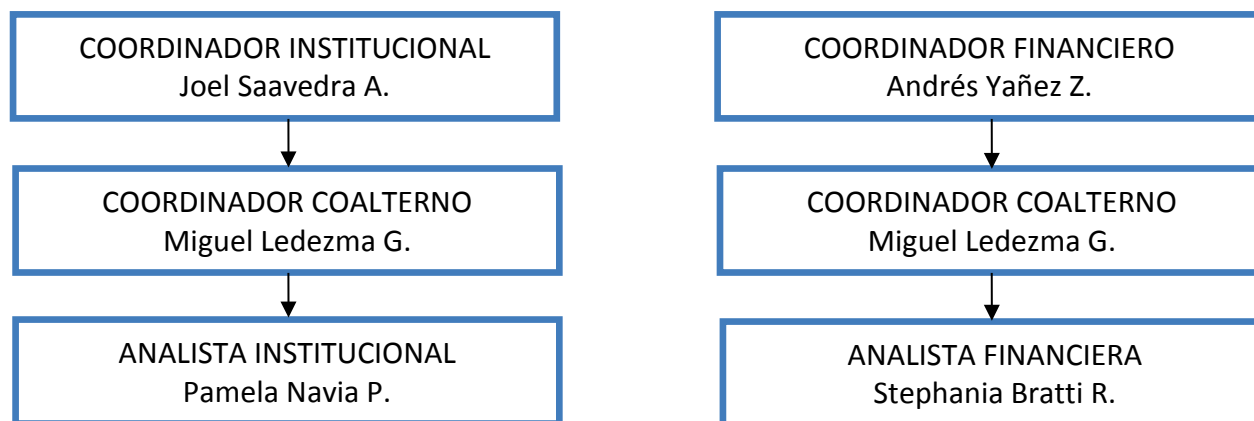 COORDINADOR INSTITUCIONAL
Joel Saavedra A.
COORDINADOR COALTERNO
Miguel Ledezma G.
ANALISTA INSTITUCIONAL
Pamela Navia P.
COORDINADOR FINANCIERO
Andrés Yañez Z.
COORDINADOR COALTERNO
Miguel Ledezma G.
ANALISTA FINANCIERA
Stephania Bratti R.